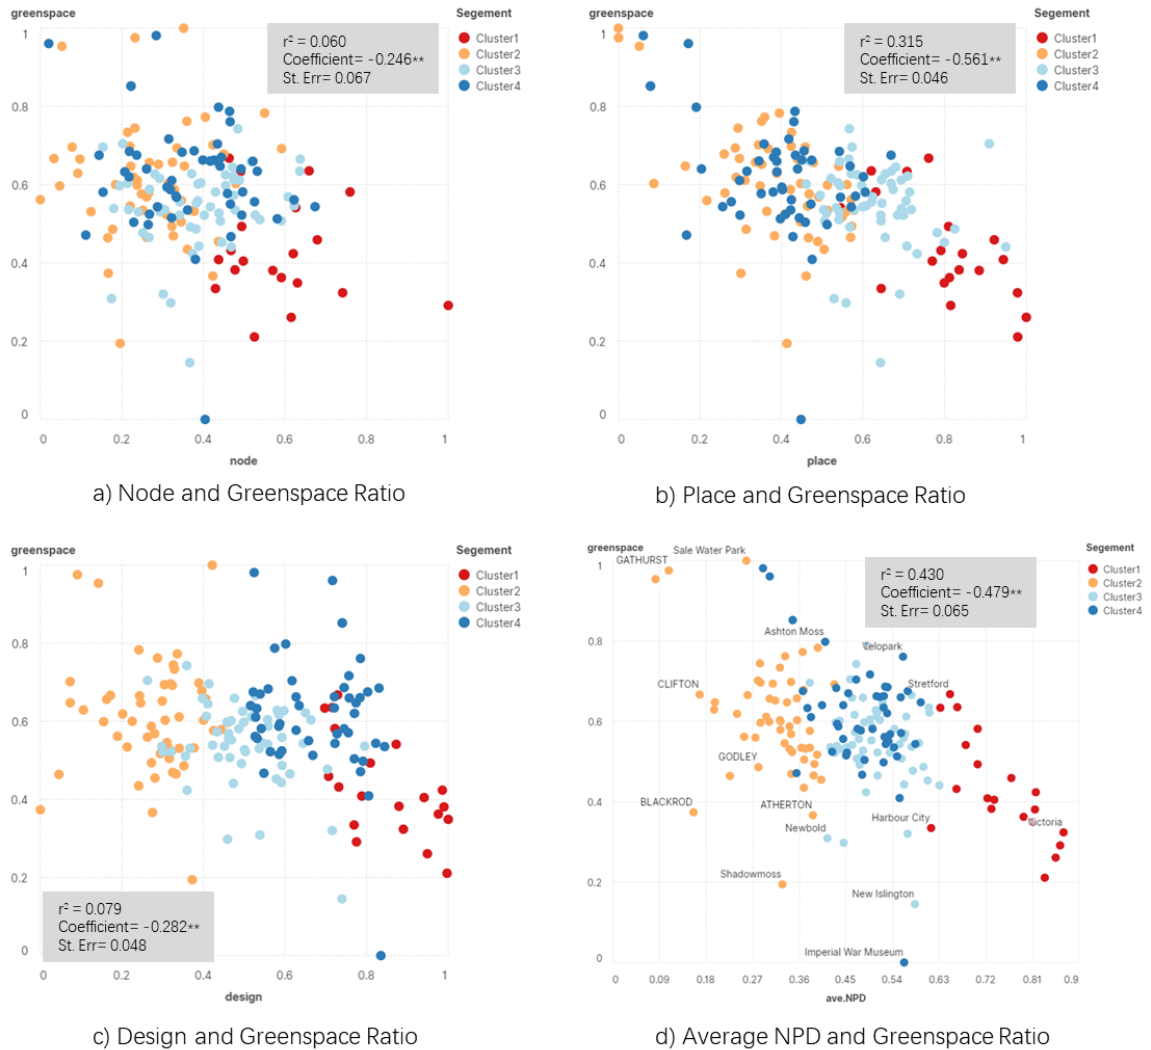 greenspace
Segement
Cluster1
Cluster2
Cluster3
Cluster4
r² = 0.060
Coefficient= -0.246**
St. Err= 0.067
1
0.8
0.6
0.4
0.2
0
0 0.2 0.4 0.6 0.8 1
node
a) Node and Greenspace Ratio
greenspace
Segement
Cluster1
Cluster2
Cluster3
Cluster4
r² = 0.315
Coefficient= -0.561**
St. Err= 0.046
1
0.8
0.6
0.4
0.2
0
0 0.2 0.4 0.6 0.8 1
place
b) Place and Greenspace Ratio
greenspace
Segement
Cluster1
Cluster2
Cluster3
Cluster4
1
0.8
0.6
0.4
0.2
0
r² = 0.079
Coefficient= -0.282**
St. Err= 0.048
0 0.2 0.4 0.6 0.8 1
design
c) Design and Greenspace Ratio
greenspace
Segement
Cluster1
Cluster2
Cluster3
Cluster4
r² = 0.430
Coefficient= -0.479**
St. Err= 0.065
Sale Water Park
GATHURST
Ashton Moss
Velopark
CLIFTON
Stretford
GODLEY
BLACKROD
ATHERTON
Harbour City
Victoria
Newbold
Shadowmoss
New Islington
Imperial War Museum
1
0.8
0.6
0.4
0.2
0
0 0.09 0.18 0.27 0.36 0.45 0.54 0.63 0.72 0.81 0.9
ave.NPD
d) Average NPD and Greenspace Ratio